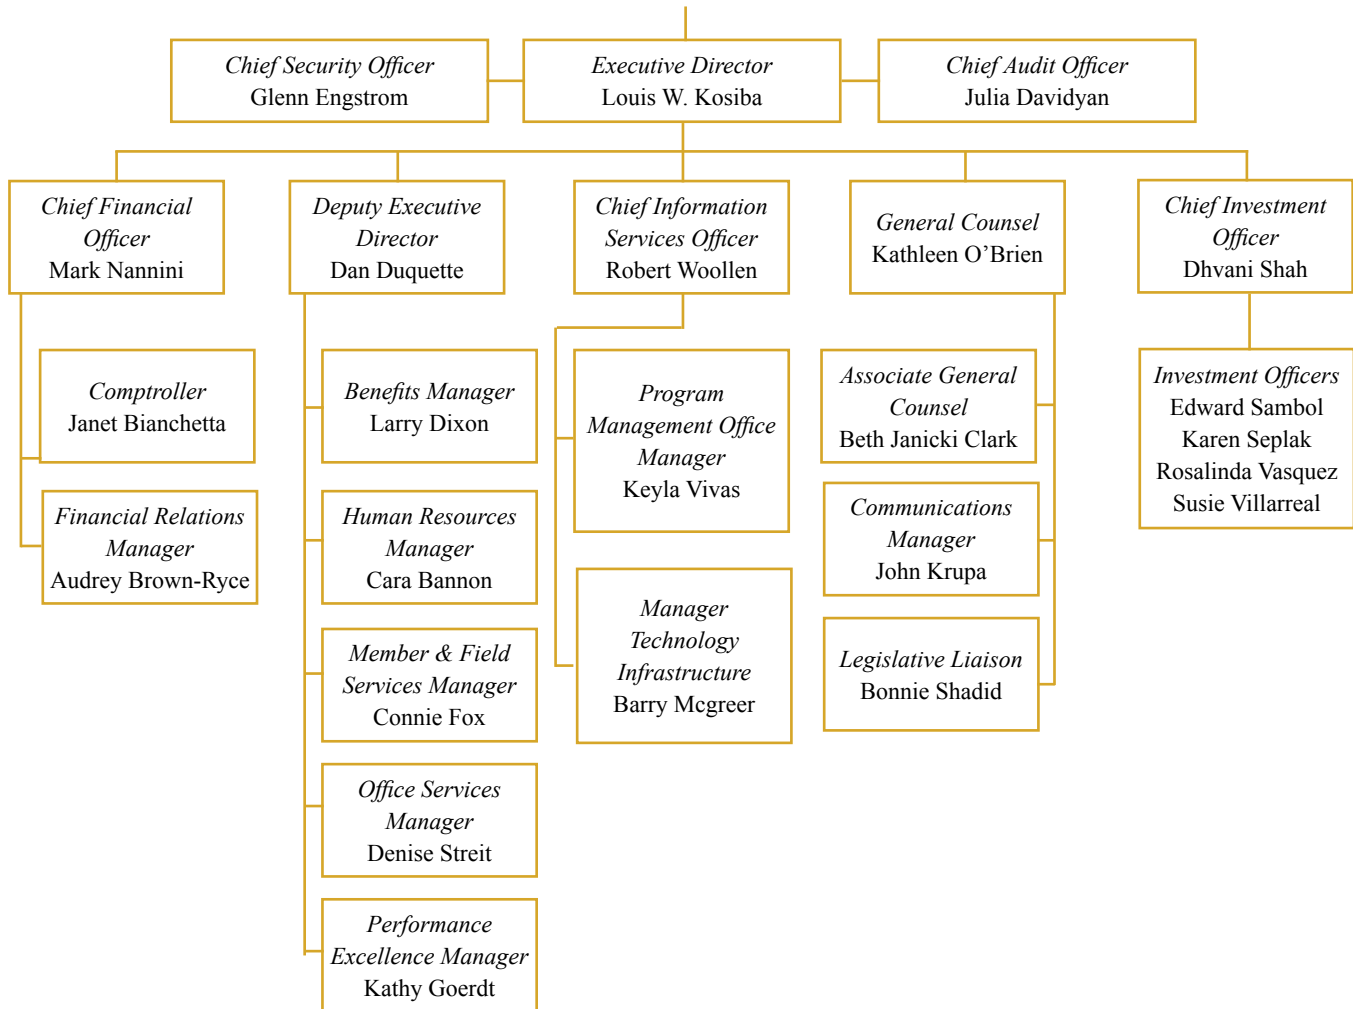 Chief Security Officer
Glenn Engstrom
Executive Director
Louis W. Kosiba
Chief Audit Officer
Julia Davidyan
Chief Financial
Officer
Mark Nannini
Deputy Executive
Director
Dan Duquette
Chief Information
Services Officer
Robert Woollen
General Counsel
Kathleen O’Brien
Chief Investment
Officer
Dhvani Shah
Comptroller
Janet Bianchetta
Financial Relations
Manager
Audrey Brown-Ryce
Benefits Manager
Larry Dixon
Human Resources
Manager
Cara Bannon
Member & Field
Services Manager
Connie Fox
Office Services
Manager
Denise Streit
Performance
Excellence Manager
Kathy Goerdt
Program
Management Office
Manager
Keyla Vivas
Manager
Technology
Infrastructure
Barry Mcgreer
Associate General
Counsel
Beth Janicki Clark
Communications
Manager
John Krupa
Legislative Liaison
Bonnie Shadid
Investment Officers
Edward Sambol
Karen Seplak
Rosalinda Vasquez
Susie Villarreal